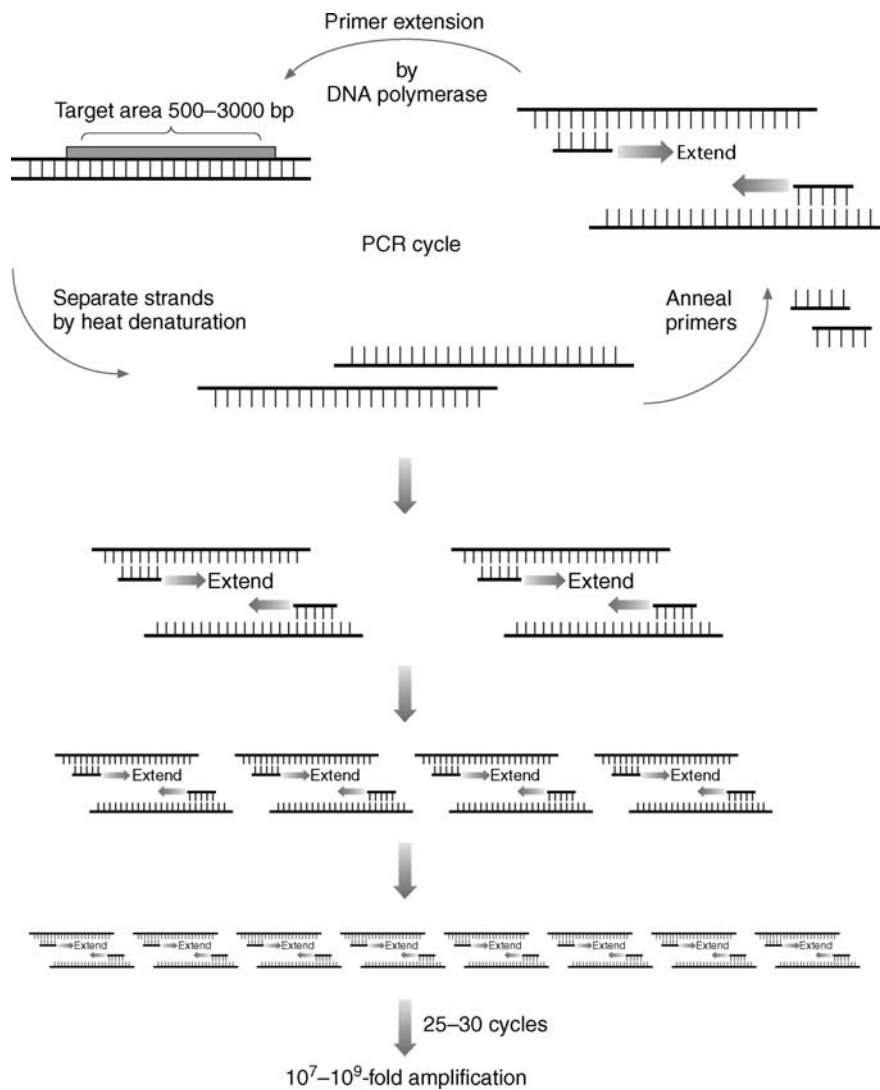 Primer extension
by
DNA polymerase
Target area 500–3000 bp
Extend
PCR cycle
Separate strands
by heat denaturation
Anneal
primers
Extend
Extend
Extend
Extend
Extend
Extend
Extend
Extend
Extend
Extend
Extend
Extend
Extend
Extend
25–30 cycles
10⁷–10⁹-fold amplification